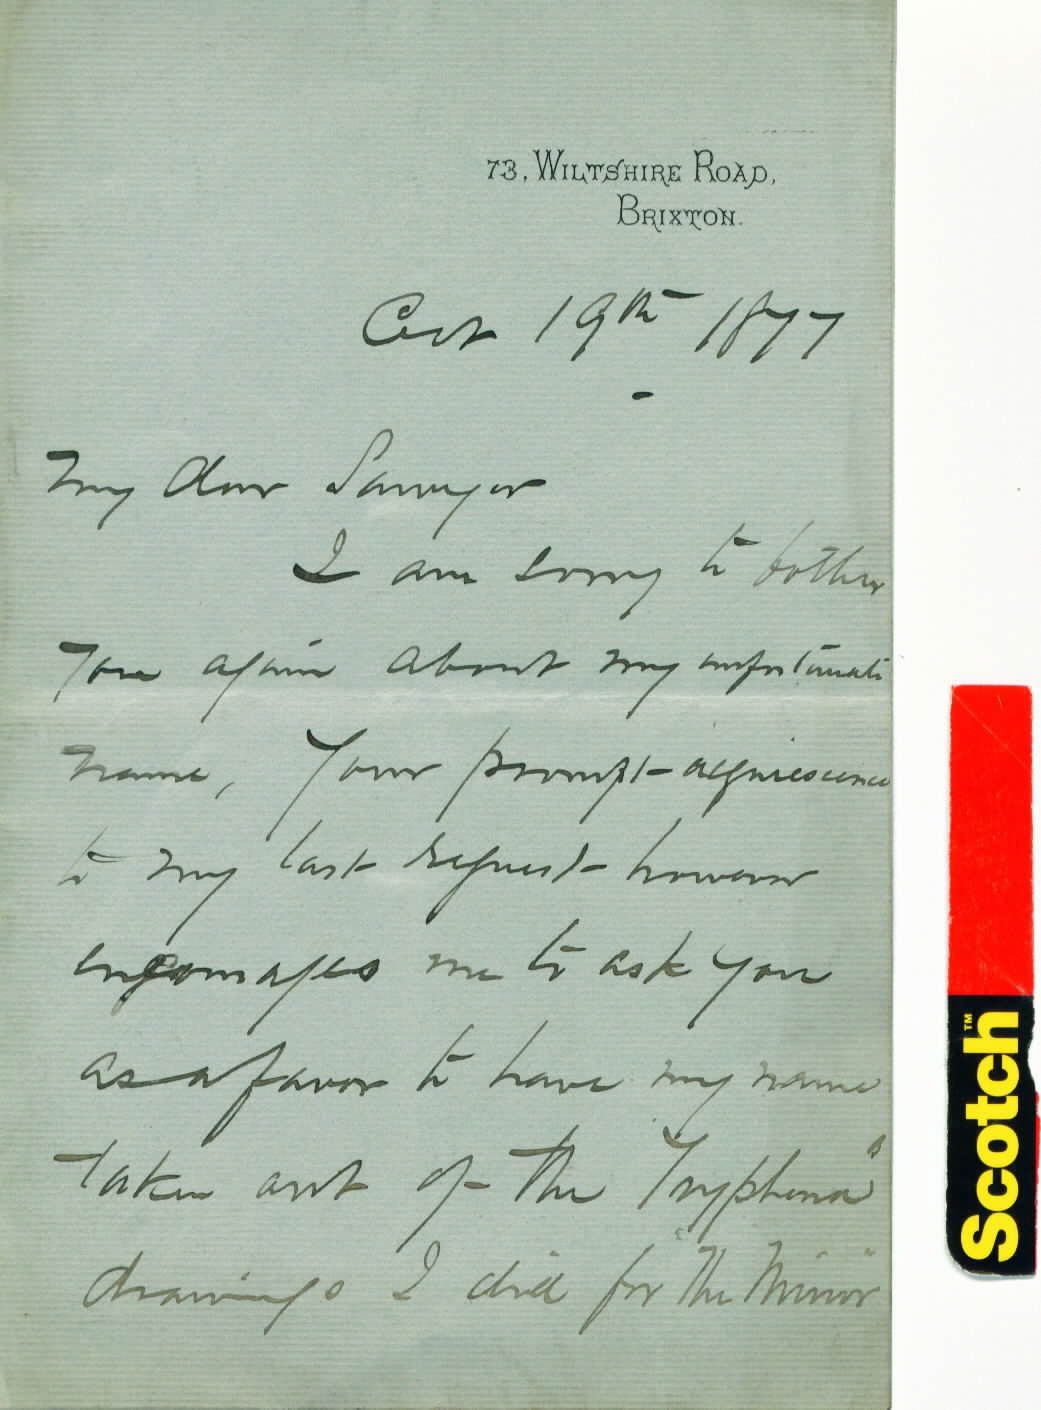 73, WILTSHIRE ROAD,
BRIXTON.
Oct 19th 1877
My dear Sawyer
I am sorry to bother
you again about my unfortunate
name, Your prompt acquiescence
to my last request however
encourages me to ask you
as a favor to have my name
taken out of the Tryphena
drawings I did for "The Mirror"
Scotch™